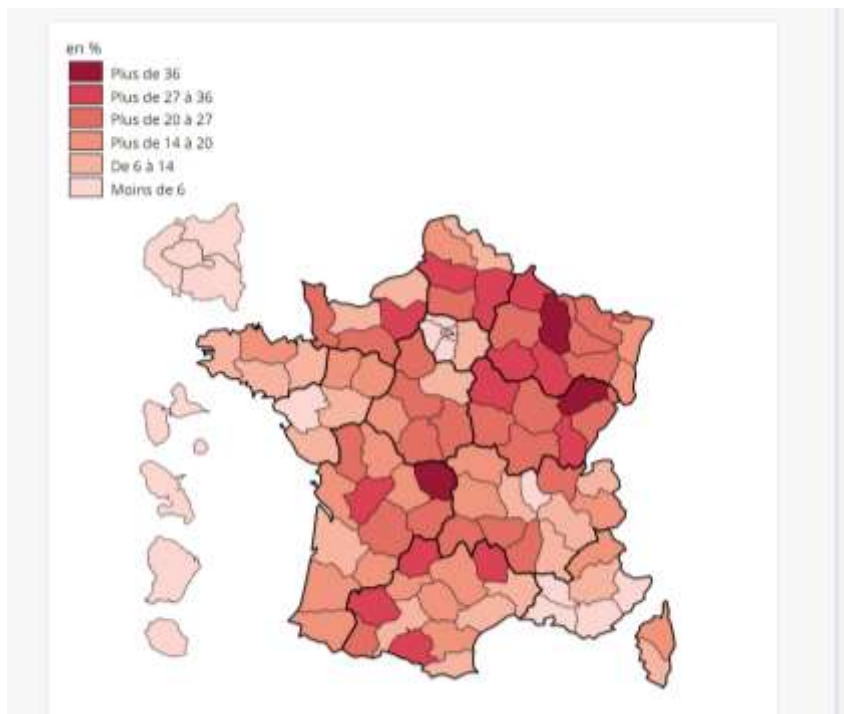 en %
Plus de 36
Plus de 27 à 36
Plus de 20 à 27
Plus de 14 à 20
De 6 à 14
Moins de 6